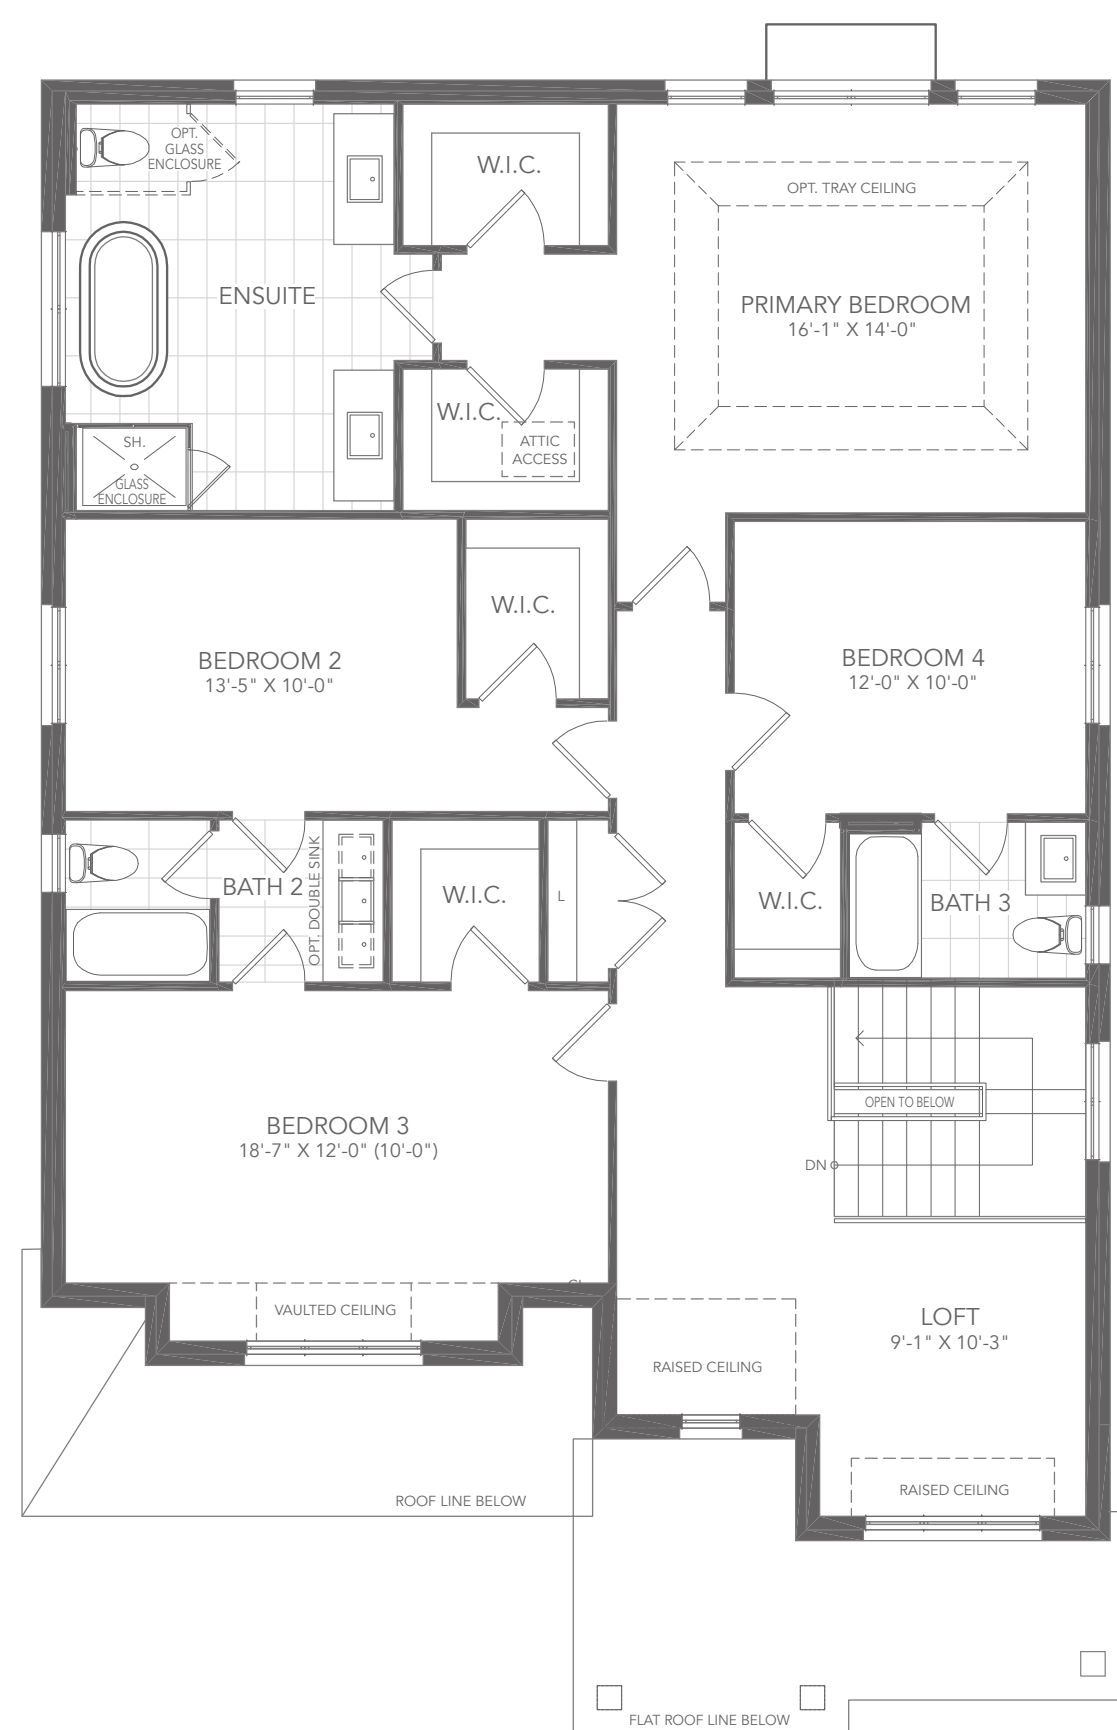 OPT.
GLASS
ENCLOSURE
W.I.C.
OPT. TRAY CEILING
ENSUITE
PRIMARY BEDROOM
16'-1" X 14'-0"
W.I.C.
ATTIC
ACCESS
SH.
GLASS
ENCLOSURE
W.I.C.
BEDROOM 2
13'-5" X 10'-0"
BEDROOM 4
12'-0" X 10'-0"
BATH 2
OPT. DOUBLE SINK
W.I.C.
L
W.I.C.
BATH 3
OPEN TO BELOW
BEDROOM 3
18'-7" X 12'-0" (10'-0")
DN
VAULTED CEILING
LOFT
9'-1" X 10'-3"
RAISED CEILING
RAISED CEILING
ROOF LINE BELOW
FLAT ROOF LINE BELOW